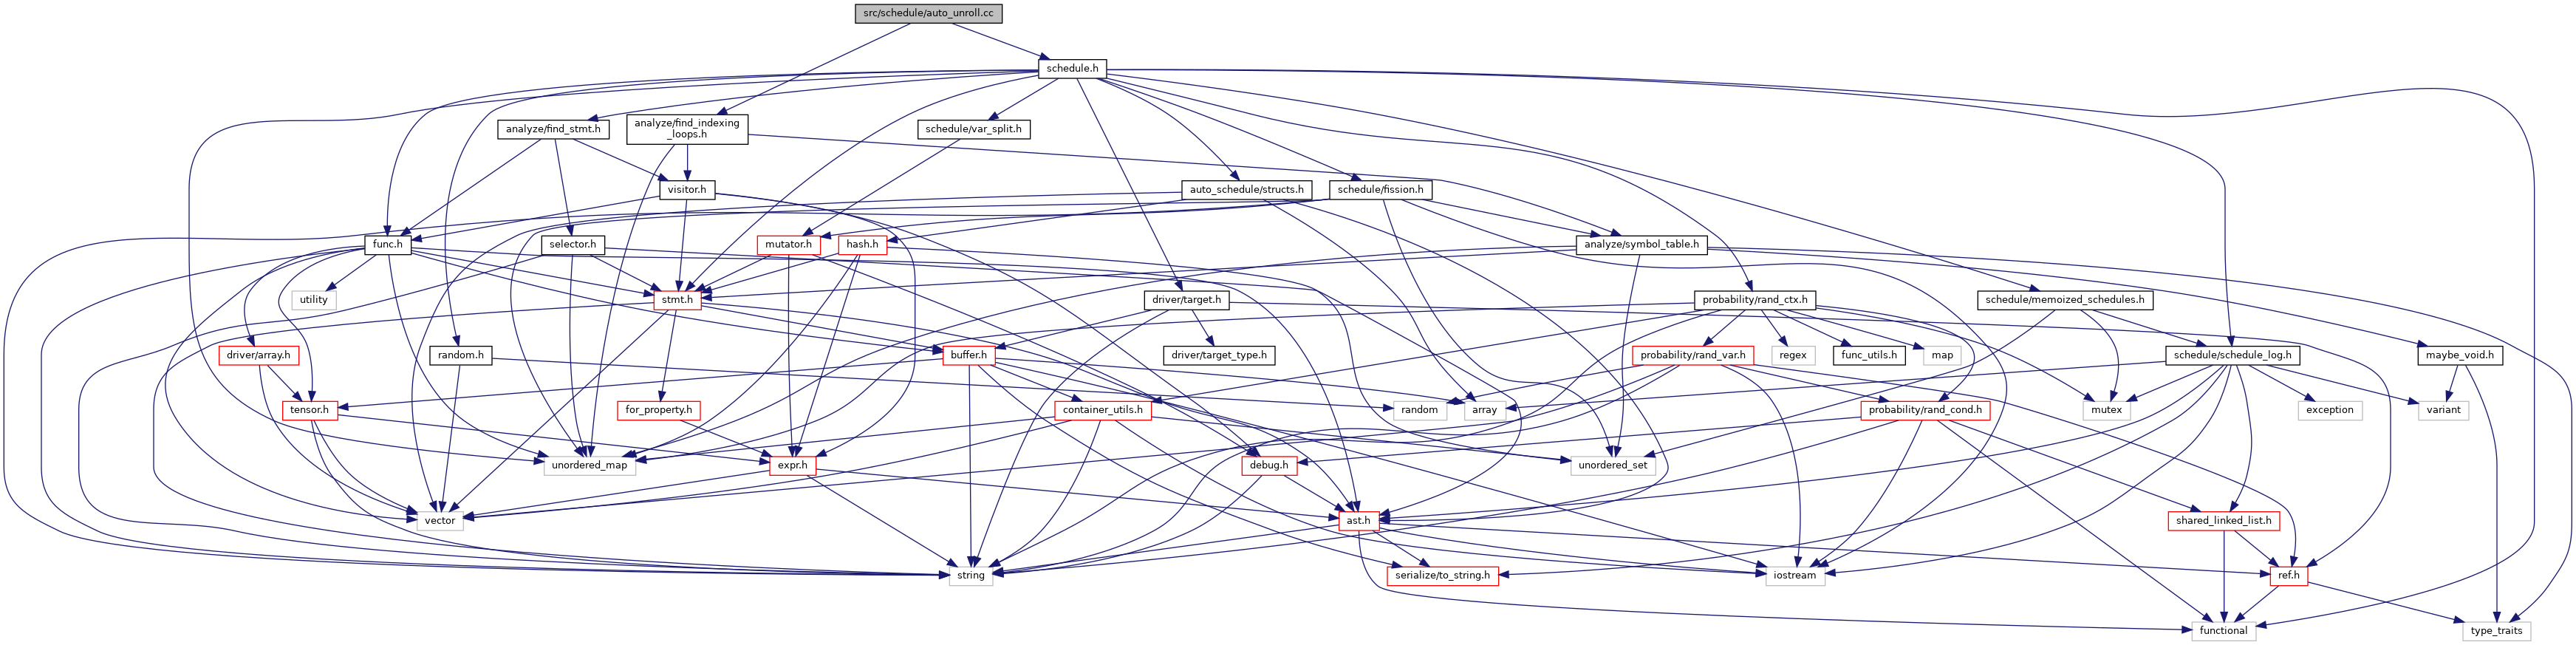 src/schedule/auto_unroll.cc
schedule.h
analyze/find_stmt.h
analyze/find_indexing
_loops.h
schedule/var_split.h
visitor.h
auto_schedule/structs.h
schedule/fission.h
func.h
selector.h
mutator.h
hash.h
analyze/symbol_table.h
utility
stmt.h
driver/target.h
probability/rand_ctx.h
schedule/memoized_schedules.h
driver/array.h
random.h
buffer.h
driver/target_type.h
probability/rand_var.h
regex
func_utils.h
map
schedule/schedule_log.h
maybe_void.h
tensor.h
for_property.h
random
array
container_utils.h
probability/rand_cond.h
mutex
exception
variant
unordered_map
expr.h
debug.h
unordered_set
vector
ast.h
shared_linked_list.h
string
serialize/to_string.h
iostream
ref.h
functional
type_traits